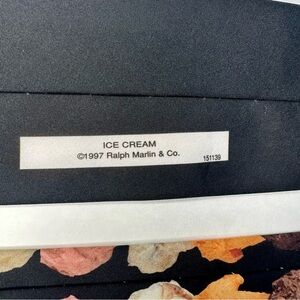 ICE CREAM
©1997 Ralph Marlin & Co.
151139